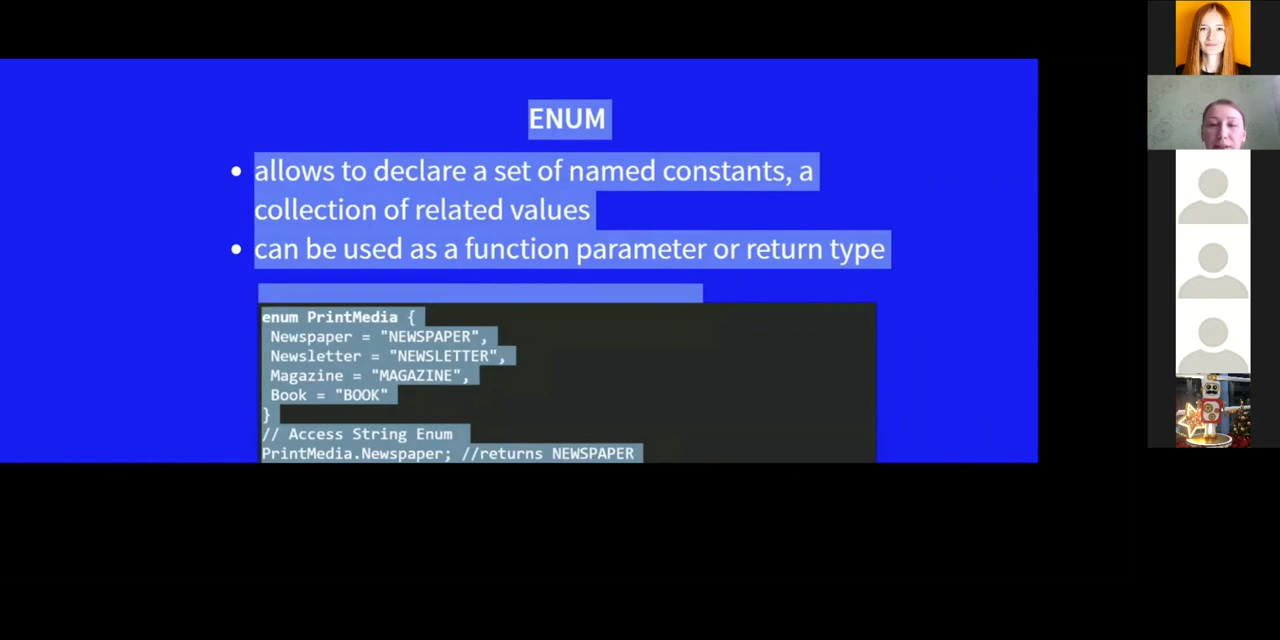 ENUM
allows to declare a set of named constants, a
collection of related values
can be used as a function parameter or return type
enum PrintMedia {
Newspaper = "NEWSPAPER",
Newsletter = "NEWSLETTER",
Magazine = "MAGAZINE",
Book = "BOOK"
}
// Access String Enum
PrintMedia.Newspaper; //returns NEWSPAPER